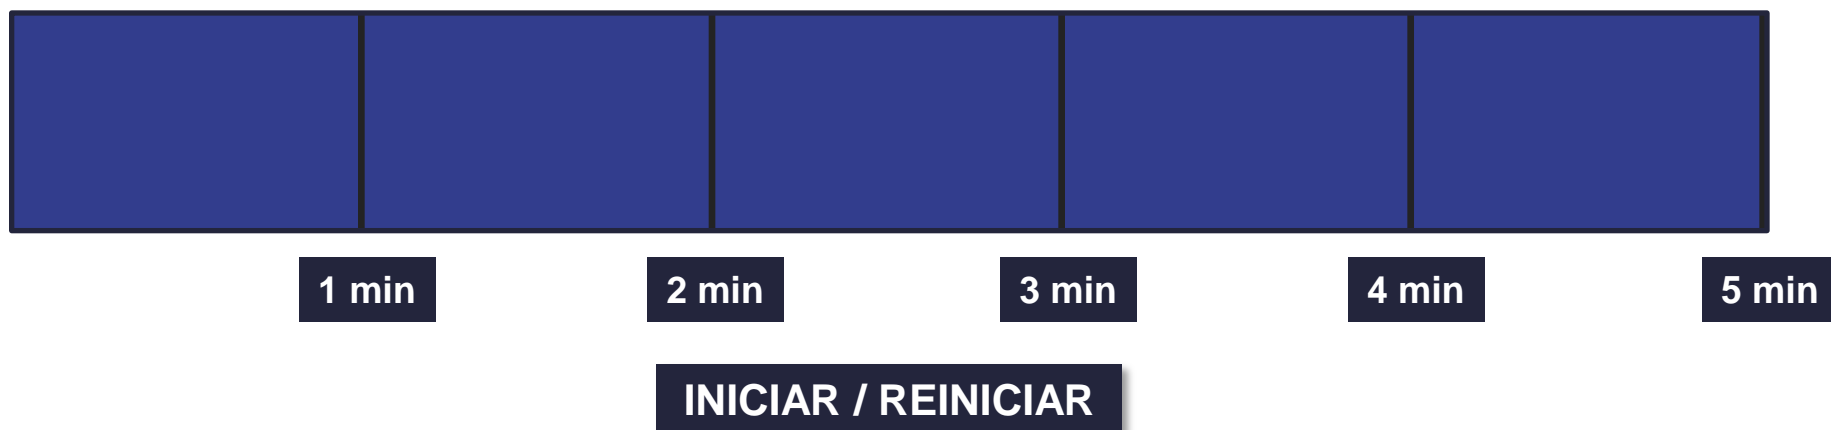 1 min 2 min 3 min 4 min 5 min
INICIAR / REINICIAR